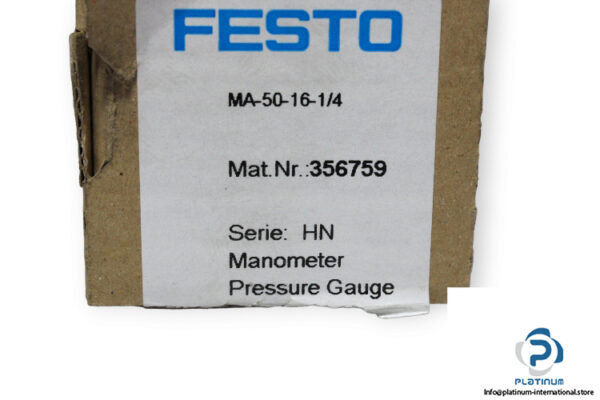 FESTO
MA-50-16-1/4
Mat.Nr.:356759
Serie: HN
Manometer
Pressure Gauge
PLATINUM
Info@platinum-international.store